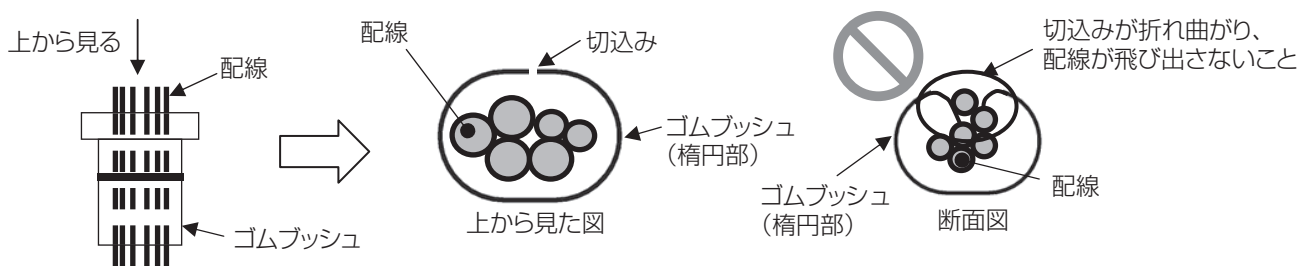 上から見る
配線
ゴムブッシュ
配線
切込み
ゴムブッシュ
（楕円部）
上から見た図
切込みが折れ曲がり、
配線が飛び出さないこと
ゴムブッシュ
（楕円部）
配線
断面図